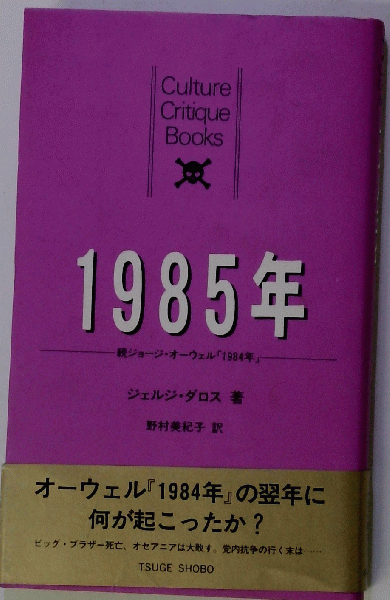 Culture
Critique
Books
1985年
続ジョージ・オーウェル「1984年」
ジェルジ・ダロス 著
野村美紀子 訳
オーウェル『1984年』の翌年に
何が起こったか？
ビッグ・ブラザー死亡、オセアニアは大敗す。党内抗争の行く末は……
TSUGE SHOBO